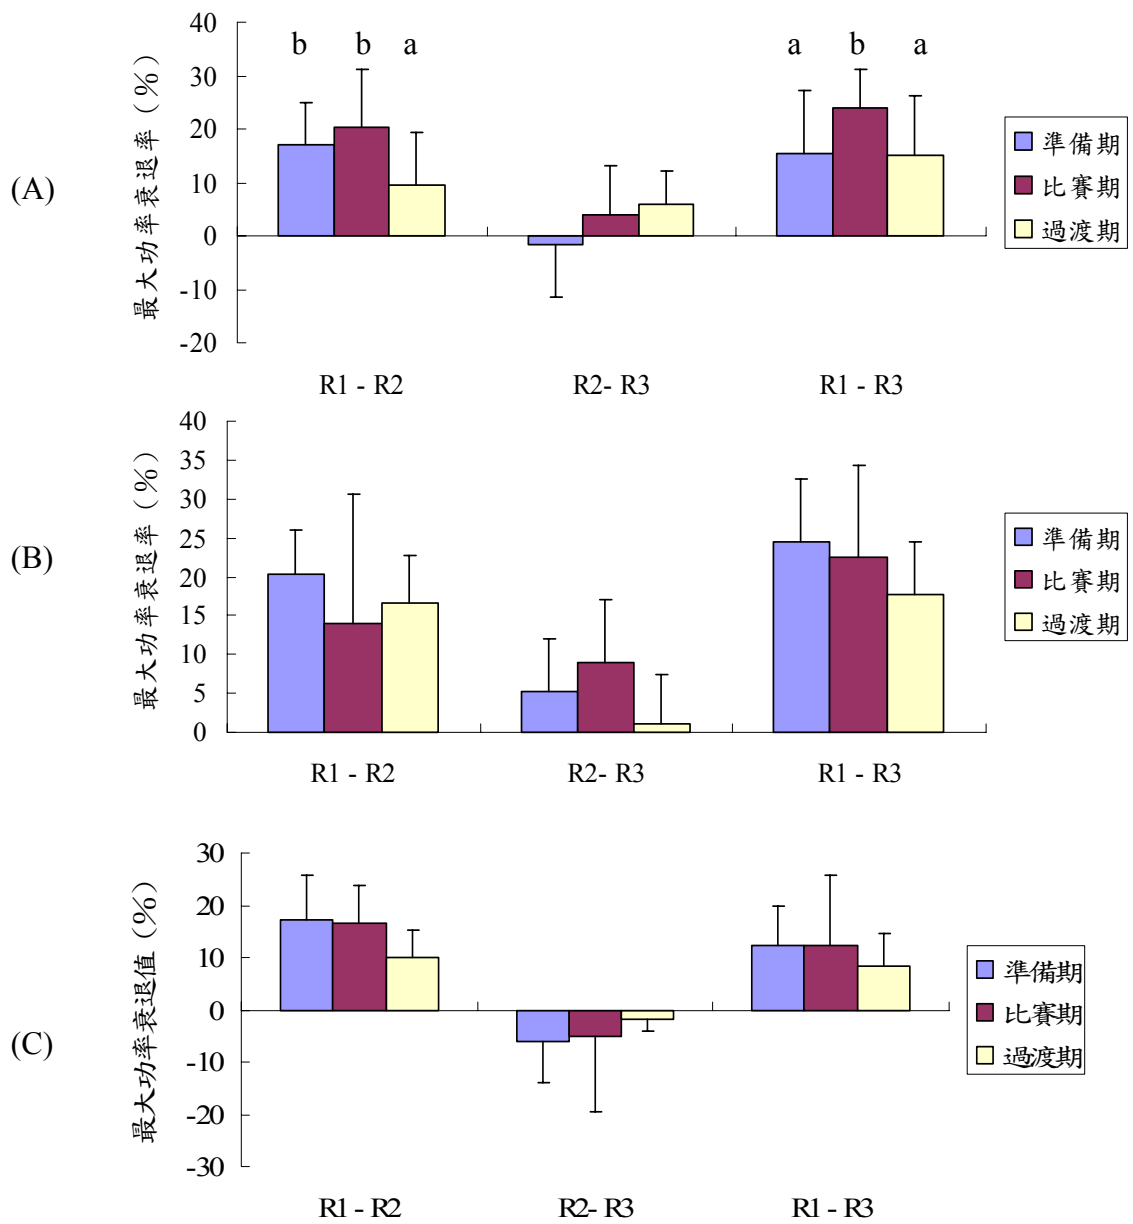 (A)
最大功率衰退率 (%)
40
30
20
10
0
-10
-20
b b a
a b a
R1 - R2
R2- R3
R1 - R3
準備期
比賽期
過渡期
(B)
最大功率衰退率 (%)
40
35
30
25
20
15
10
5
0
R1 - R2
R2- R3
R1 - R3
準備期
比賽期
過渡期
(C)
最大功率衰退值 (%)
30
20
10
0
-10
-20
-30
R1 - R2
R2- R3
R1 - R3
準備期
比賽期
過渡期